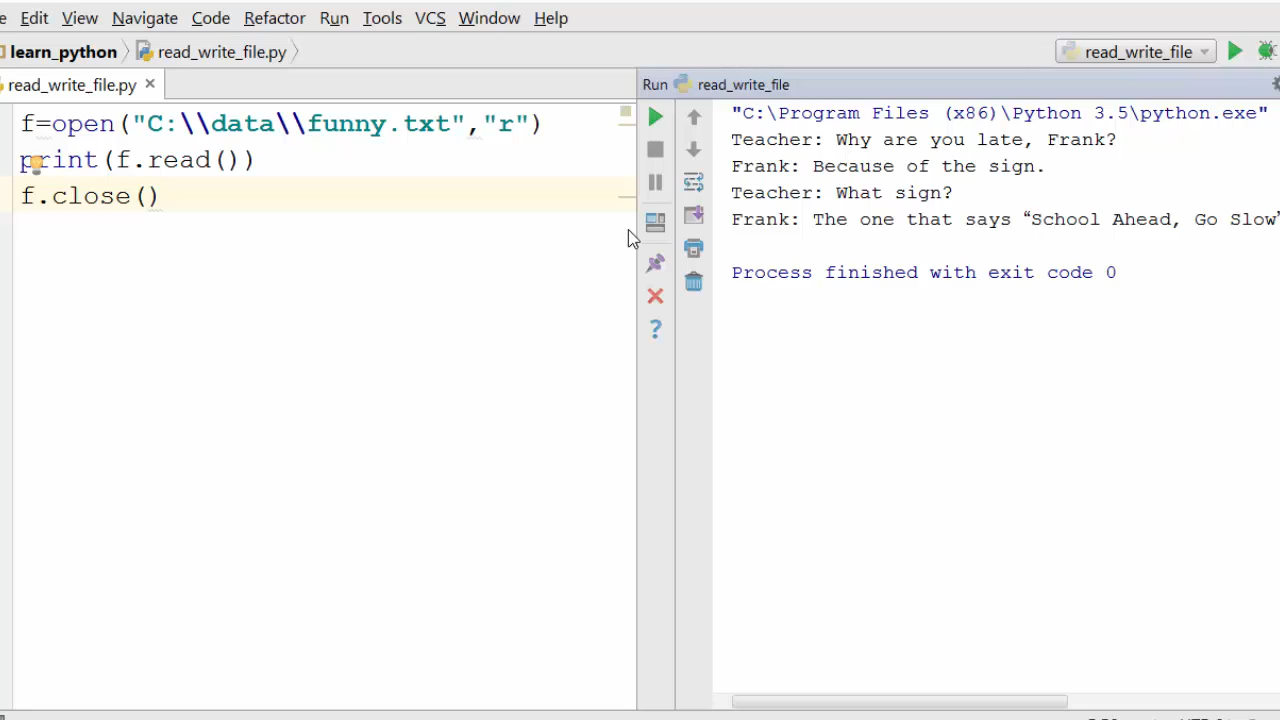 Edit View Navigate Code Refactor Run Tools VCS Window Help
learn_python read_write_file.py read_write_file
read_write_file.py
Run read_write_file
f=open("C:\\data\\funny.txt","r")
print(f.read())
f.close()
"C:\Program Files (x86)\Python 3.5\python.exe"
Teacher: Why are you late, Frank?
Frank: Because of the sign.
Teacher: What sign?
Frank: The one that says “School Ahead, Go Slow”
Process finished with exit code 0